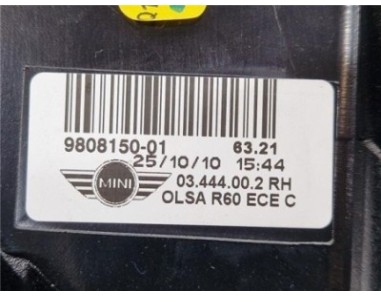 9808150-01 63.21
25/10/10 15:44
MINI 03.444.00.2 RH
OLSA R60 ECE C